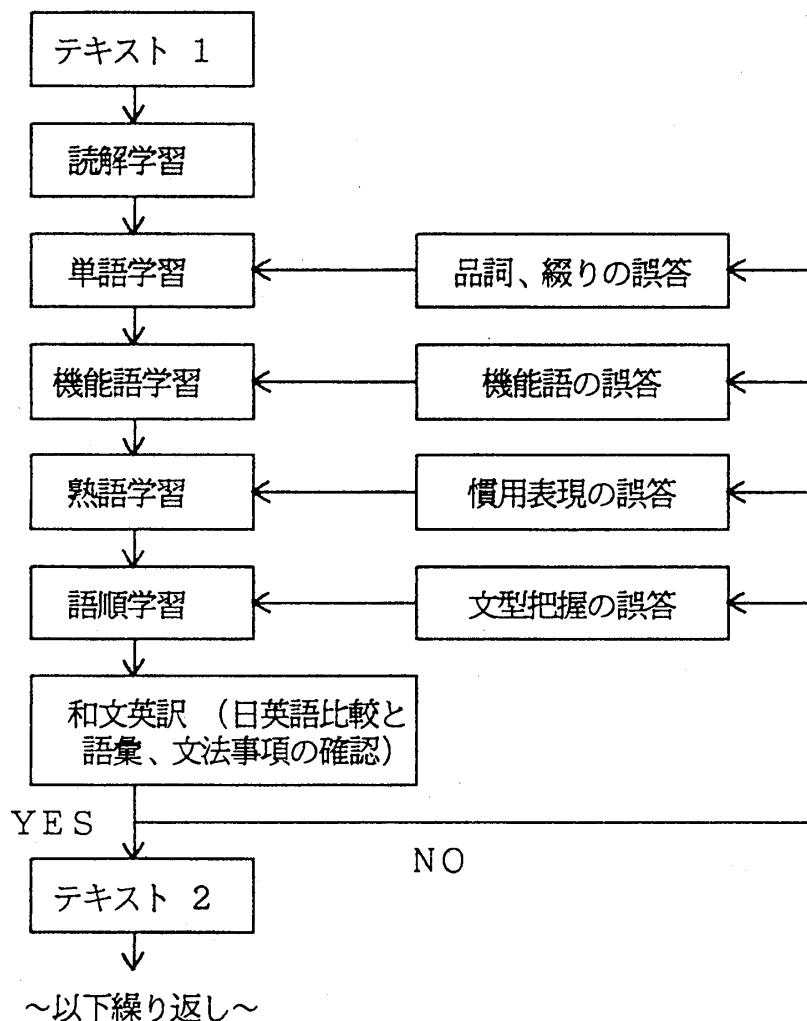 テキスト 1
読解学習
単語学習
品詞、綴りの誤答
機能語学習
機能語の誤答
熟語学習
慣用表現の誤答
語順学習
文型把握の誤答
和文英訳 (日英語比較と
語彙、文法事項の確認)
YES
NO
テキスト 2
～以下繰り返し～